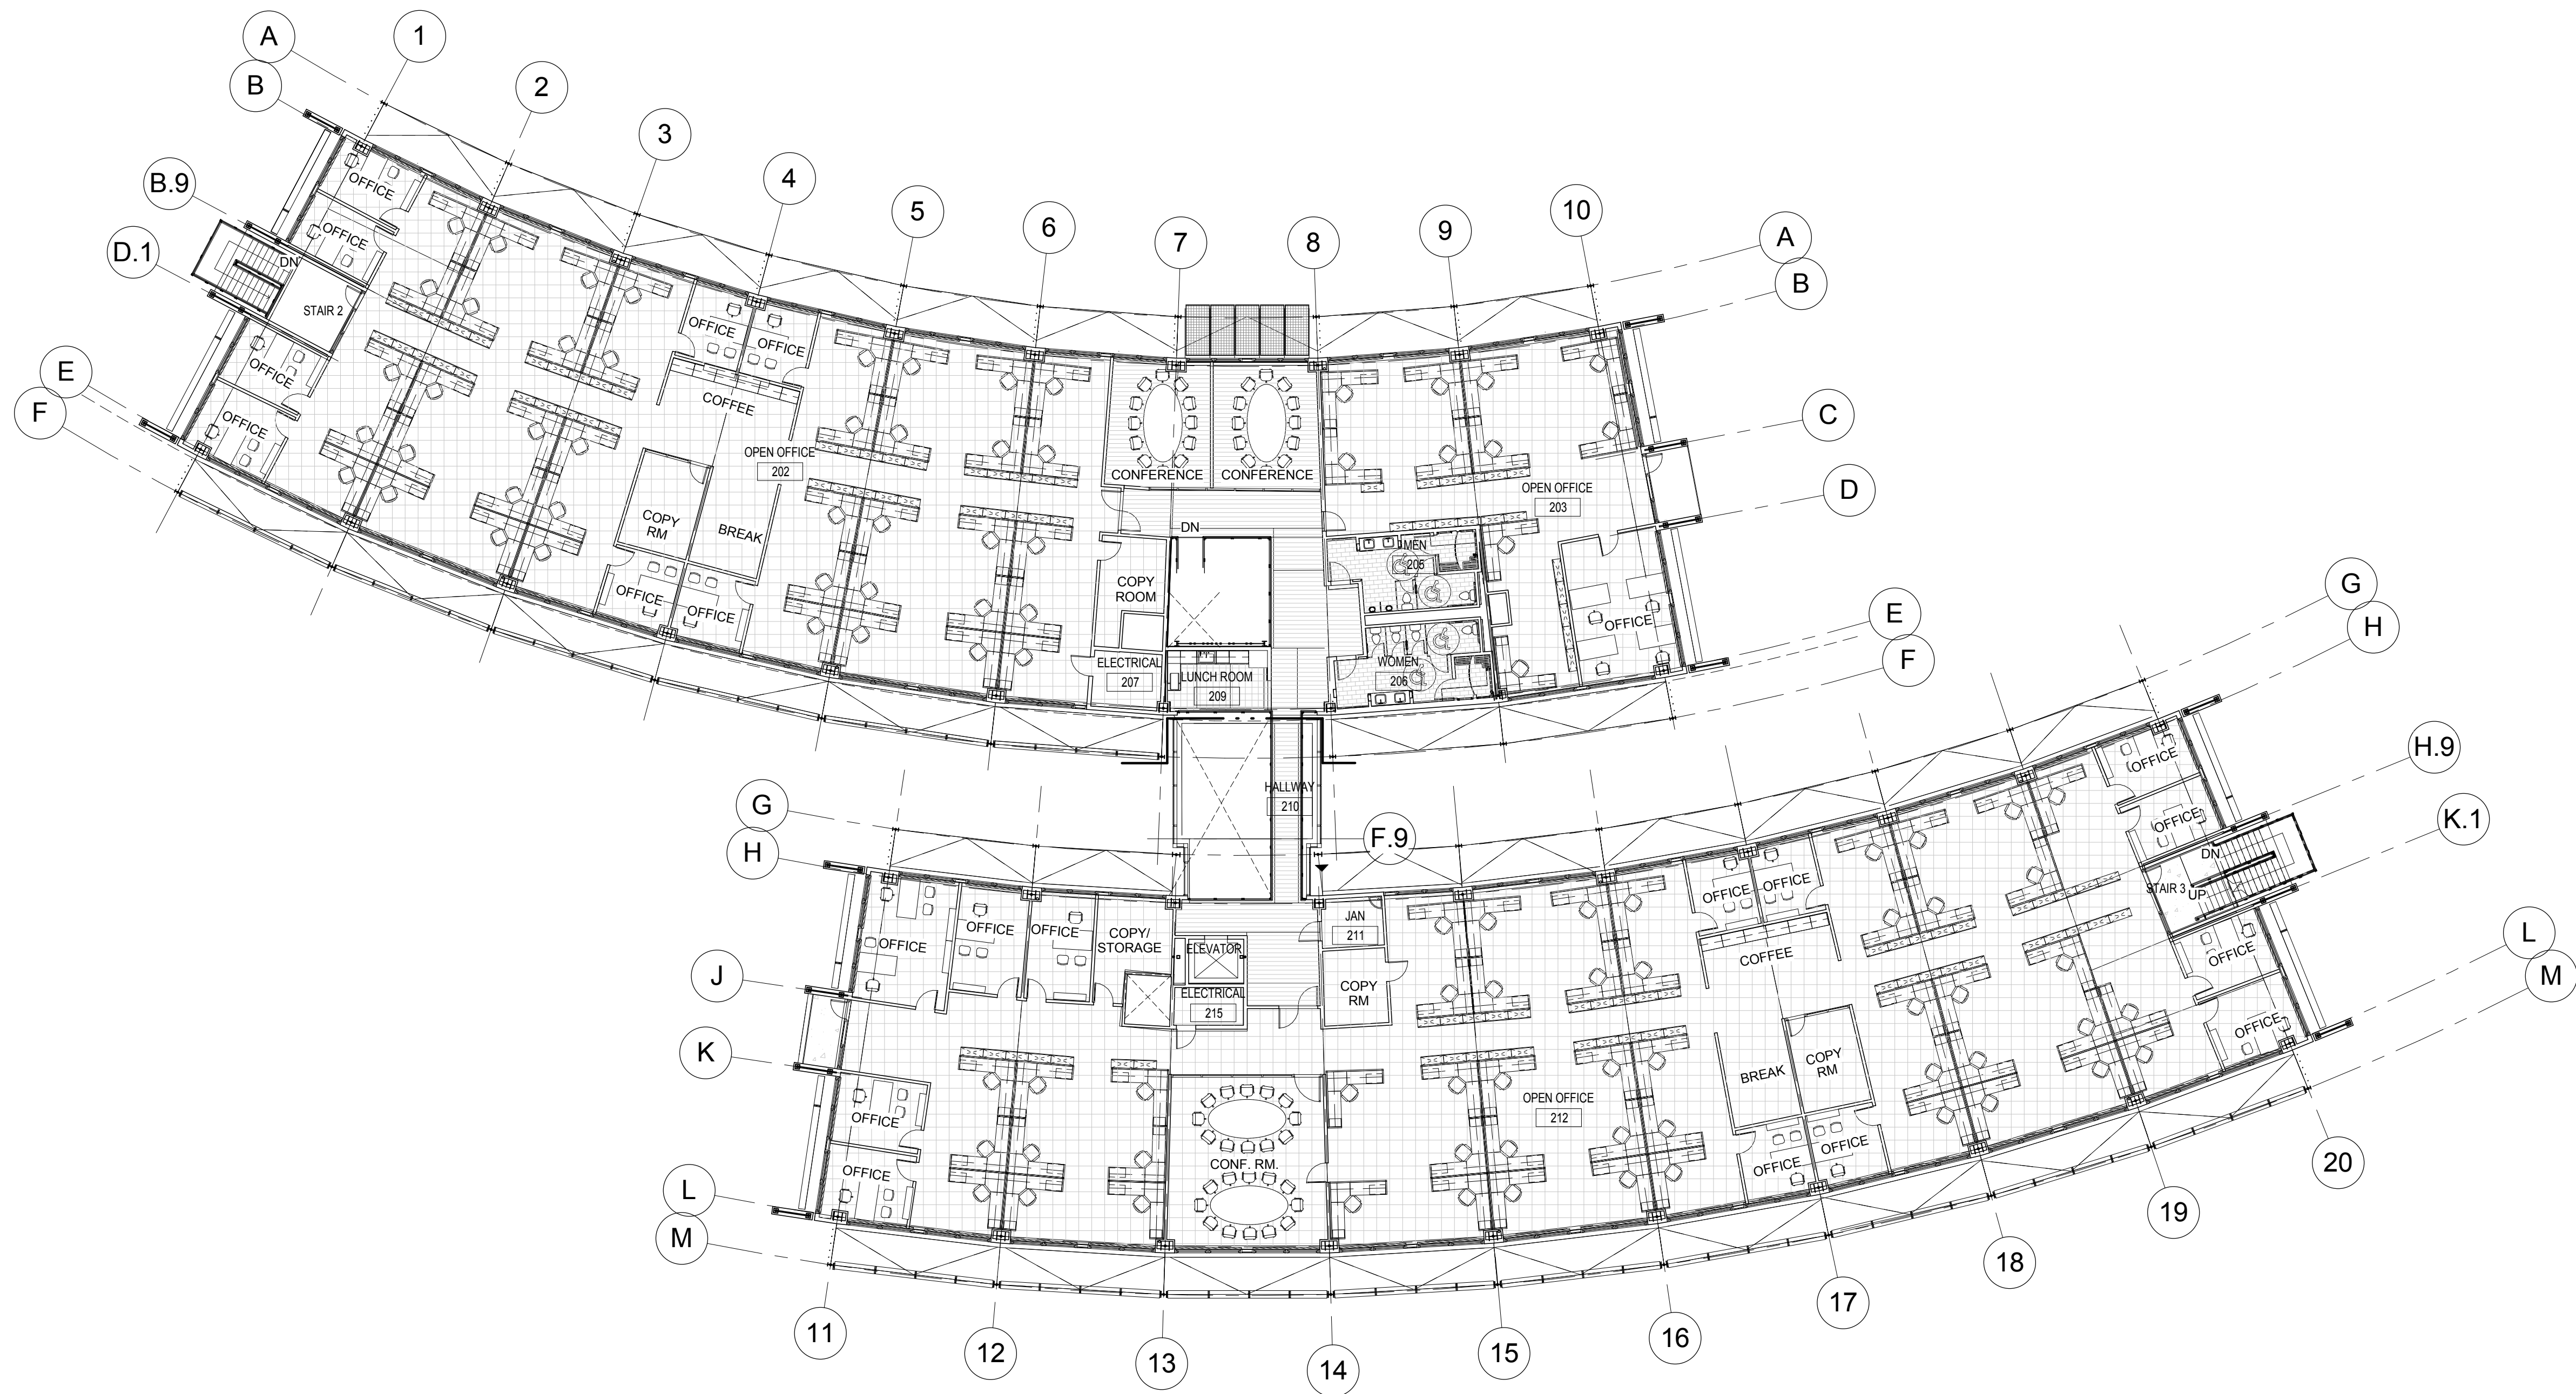 A
1
B
2
3
B.9
4
5
6
7
8
9
10
A
B
D.1
E
F
C
D
G
H
E
F
H.9
K.1
L
M
OFFICE
OFFICE
DN
STAIR 2
OFFICE
OFFICE
OFFICE
OFFICE
COFFEE
OPEN OFFICE
202
COPY
RM
BREAK
OFFICE
OFFICE
CONFERENCE
CONFERENCE
DN
COPY
ROOM
ELECTRICAL
207
LUNCH ROOM
209
MEN
205
WOMEN
206
OPEN OFFICE
203
OFFICE
HALLWAY
210
F.9
G
H
J
K
L
M
OFFICE
OFFICE
OFFICE
COPY/
STORAGE
ELEVATOR
ELECTRICAL
215
JAN
211
COPY
RM
OFFICE
OFFICE
CONF. RM.
OPEN OFFICE
212
OFFICE
OFFICE
COFFEE
BREAK
COPY
RM
OFFICE
OFFICE
OFFICE
OFFICE
DN
STAIR 3
UP
OFFICE
OFFICE
11
12
13
14
15
16
17
18
19
20